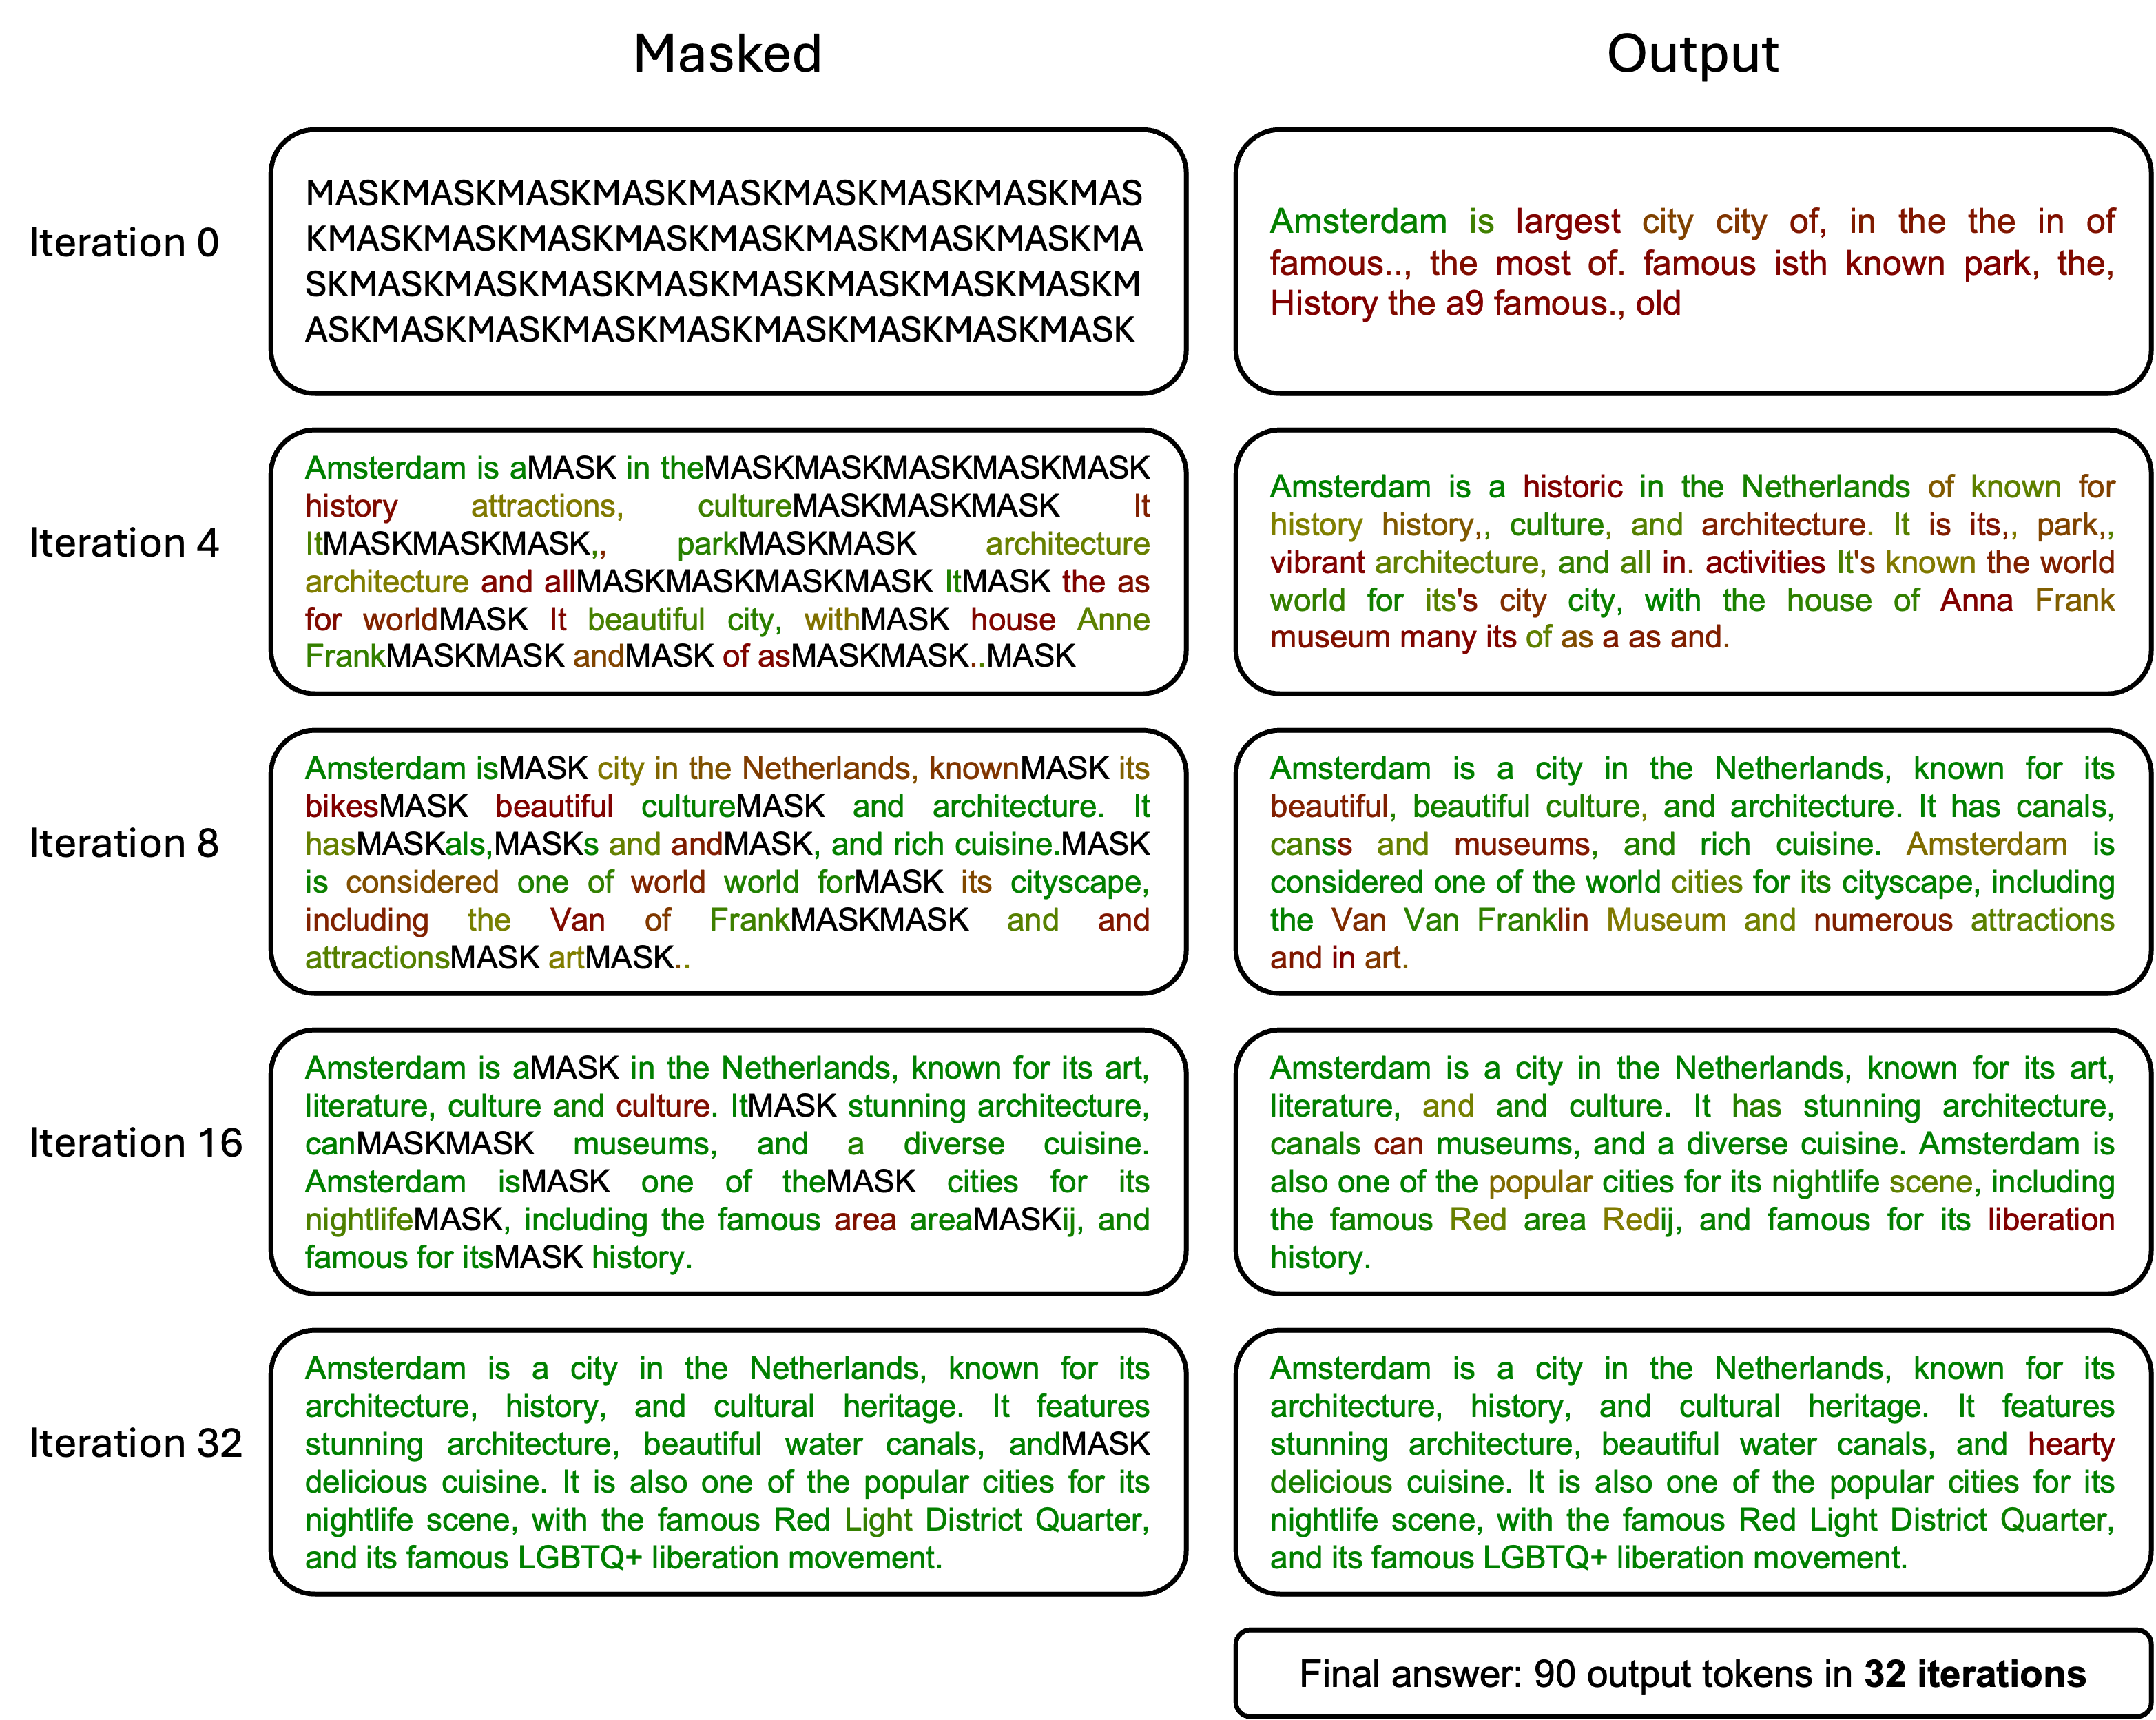 Masked
Output
Iteration 0
MASKMASKMASKMASKMASKMASKMASKMASKMAS
KMASKMASKMASKMASKMASKMASKMASKMASKMA
SKMASKMASKMASKMASKMASKMASKMASKMASKM
ASKMASKMASKMASKMASKMASKMASKMASKMASK
Amsterdam is largest city city of, in the the in of
famous.., the most of. famous isth known park, the,
History the a9 famous., old
Iteration 4
Amsterdam is aMASK in theMASKMASKMASKMASKMASK
history attractions, cultureMASKMASKMASK It
ItMASKMASKMASK,, parkMASKMASK architecture
architecture and allMASKMASKMASKMASK ItMASK the as
for worldMASK It beautiful city, withMASK house Anne
FrankMASKMASK andMASK of asMASKMASK..MASK
Amsterdam is a historic in the Netherlands of known for
history history,, culture, and architecture. It is its,, park,,
vibrant architecture, and all in. activities It's known the world
world for its's city city, with the house of Anna Frank
museum many its of as a as and.
Iteration 8
Amsterdam isMASK city in the Netherlands, knownMASK its
bikesMASK beautiful cultureMASK and architecture. It
hasMASKals,MASKs and andMASK, and rich cuisine.MASK
is considered one of world world forMASK its cityscape,
including the Van of FrankMASKMASK and and
attractionsMASK artMASK..
Amsterdam is a city in the Netherlands, known for its
beautiful, beautiful culture, and architecture. It has canals,
canss and museums, and rich cuisine. Amsterdam is
considered one of the world cities for its cityscape, including
the Van Van Franklin Museum and numerous attractions
and in art.
Iteration 16
Amsterdam is aMASK in the Netherlands, known for its art,
literature, culture and culture. ItMASK stunning architecture,
canMASKMASK museums, and a diverse cuisine.
Amsterdam isMASK one of theMASK cities for its
nightlifeMASK, including the famous area areaMASKij, and
famous for itsMASK history.
Amsterdam is a city in the Netherlands, known for its art,
literature, and and culture. It has stunning architecture,
canals can museums, and a diverse cuisine. Amsterdam is
also one of the popular cities for its nightlife scene, including
the famous Red area Redij, and famous for its liberation
history.
Iteration 32
Amsterdam is a city in the Netherlands, known for its
architecture, history, and cultural heritage. It features
stunning architecture, beautiful water canals, andMASK
delicious cuisine. It is also one of the popular cities for its
nightlife scene, with the famous Red Light District Quarter,
and its famous LGBTQ+ liberation movement.
Amsterdam is a city in the Netherlands, known for its
architecture, history, and cultural heritage. It features
stunning architecture, beautiful water canals, and hearty
delicious cuisine. It is also one of the popular cities for its
nightlife scene, with the famous Red Light District Quarter,
and its famous LGBTQ+ liberation movement.
Final answer: 90 output tokens in 32 iterations